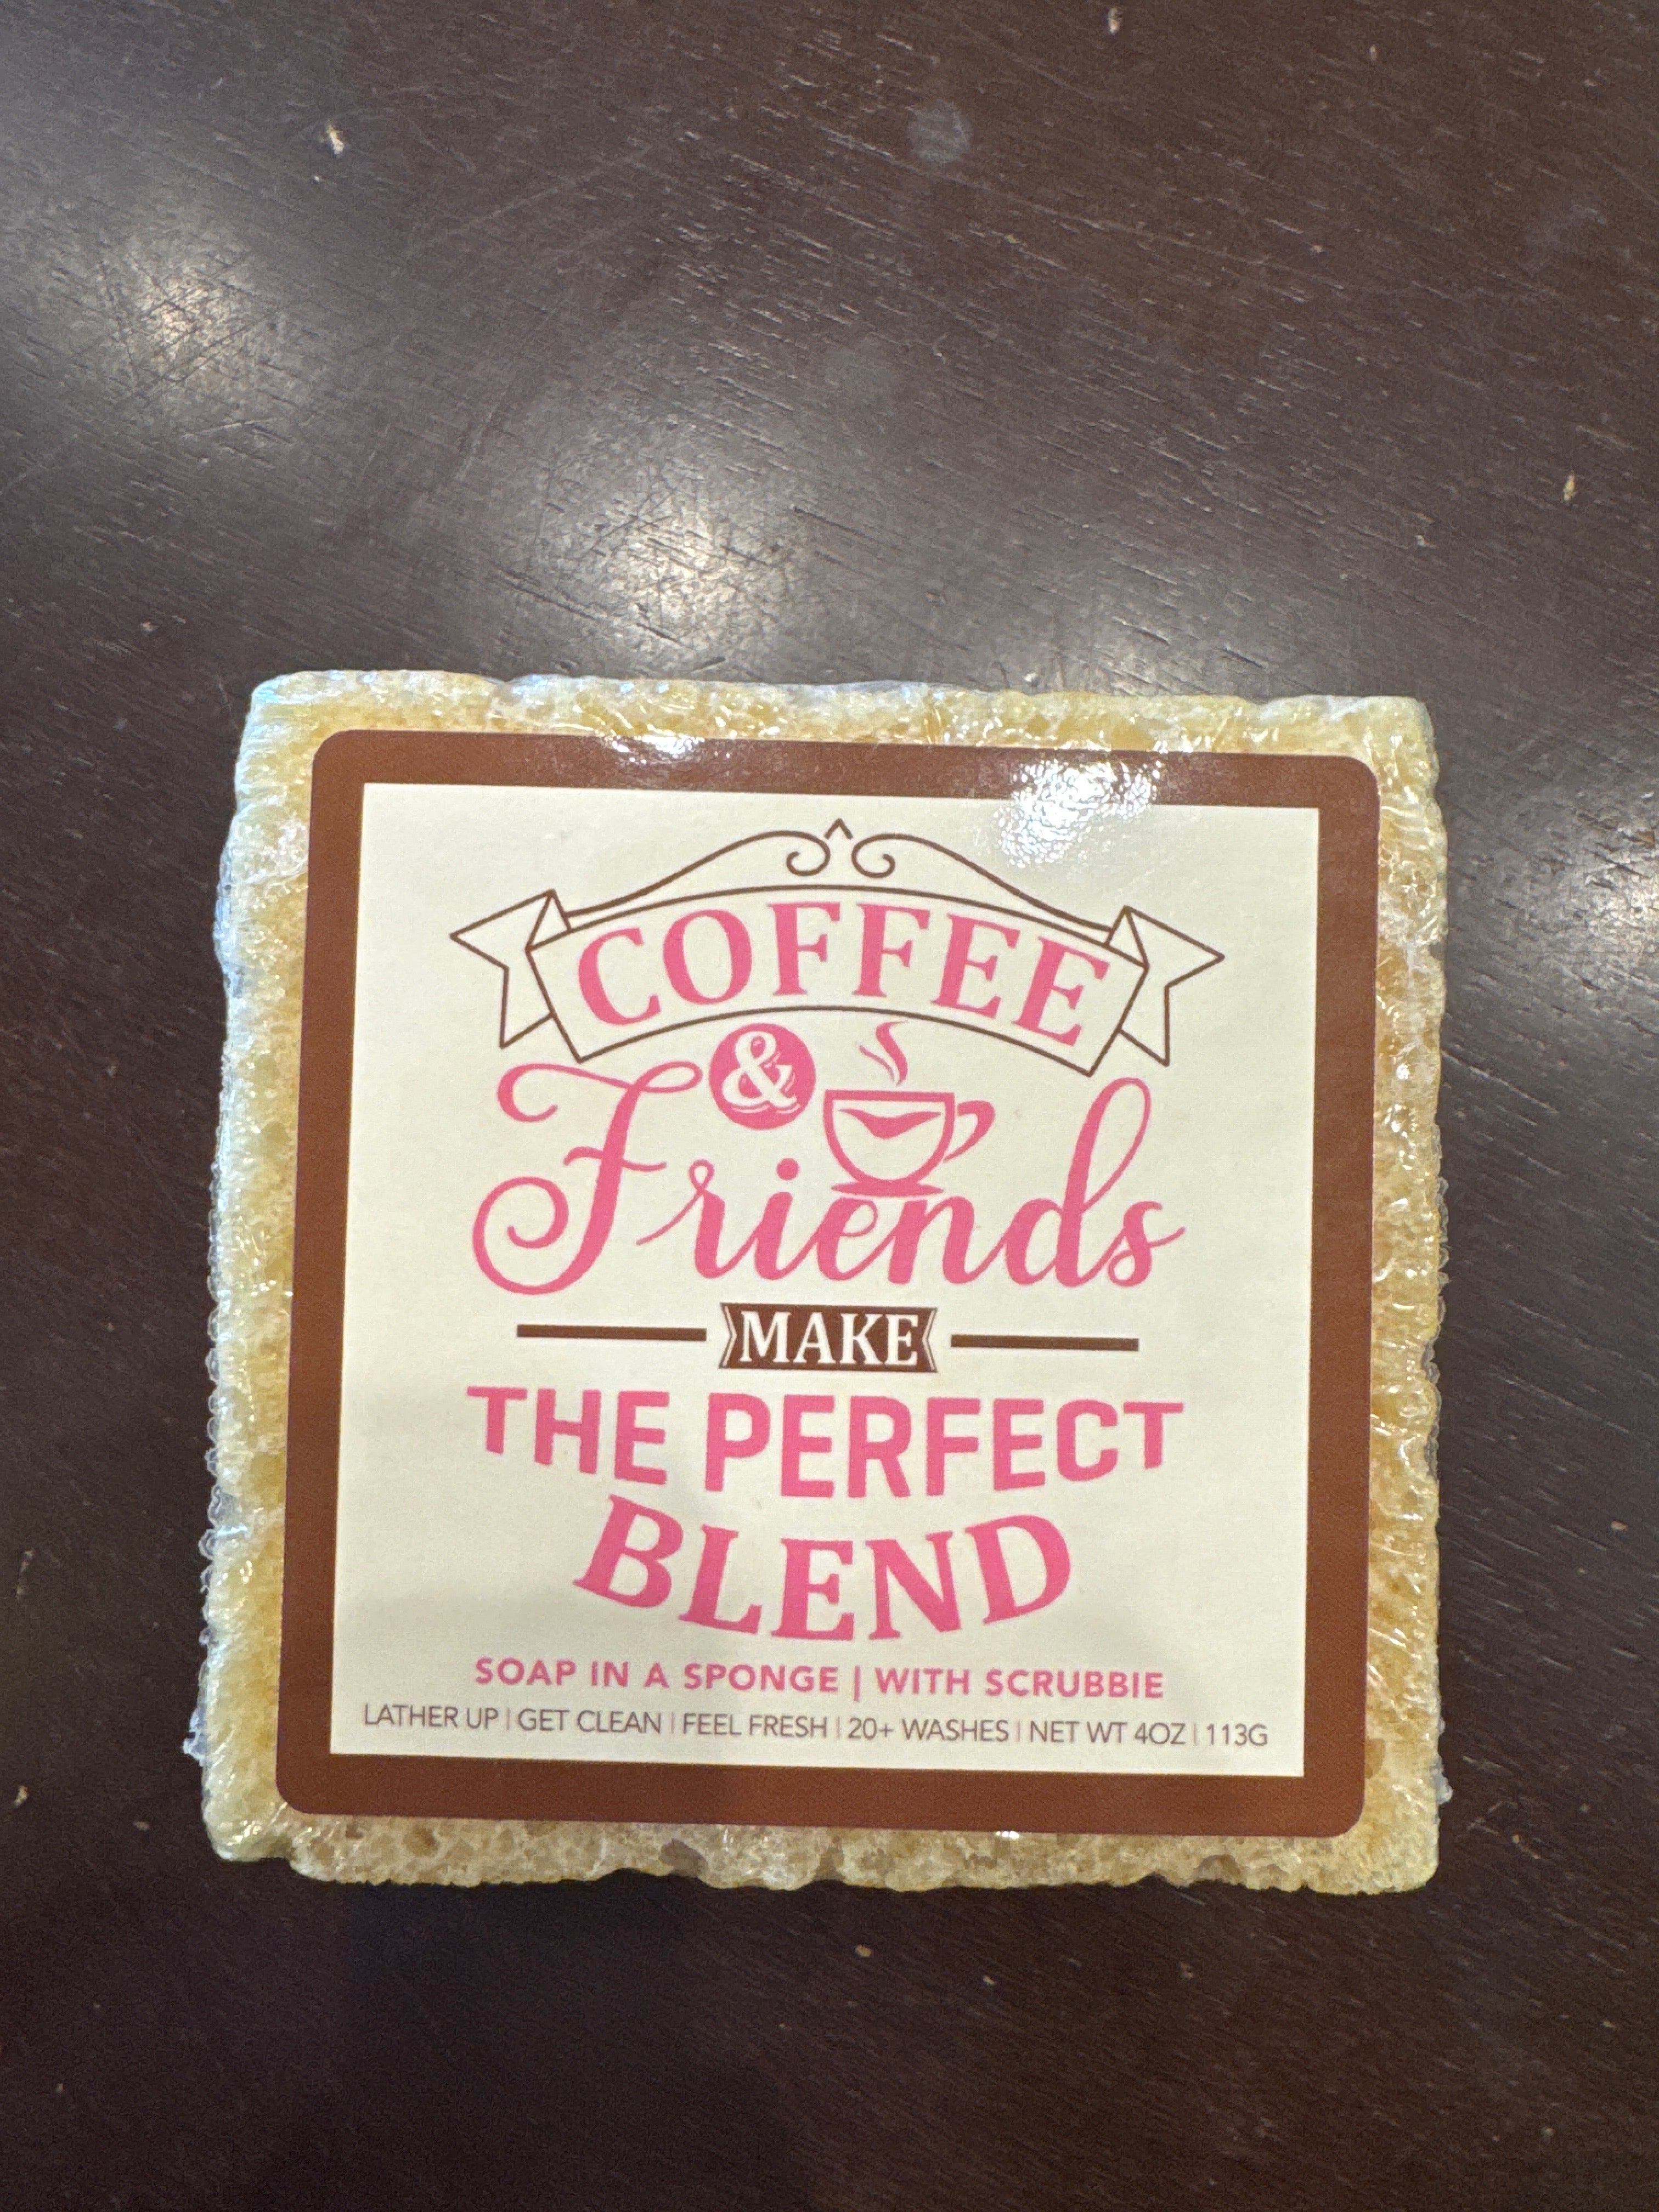 COFFEE
&
Friends
MAKE
THE PERFECT
BLEND
SOAP IN A SPONGE | WITH SCRUBBIE
LATHER UP | GET CLEAN | FEEL FRESH | 20+ WASHES | NET WT 4OZ | 113G